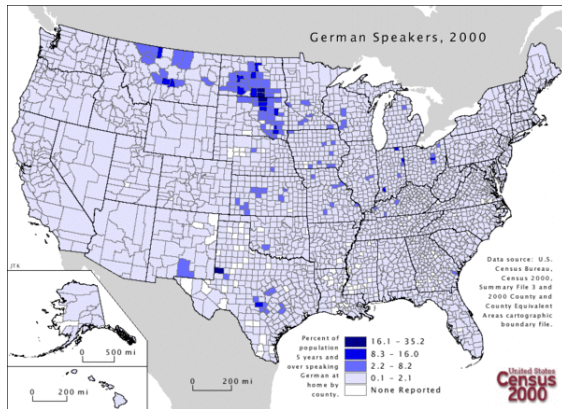 German Speakers, 2000
Data source: U.S.
Census Bureau,
Census 2000,
Summary File 3 and
2000 County and
County Equivalent
Areas cartographic
boundary file.
JTK
0 500 mi
0 200 mi
0 200 mi
Percent of
population
5 years and
over speaking
German at
home by
county.
16.1 - 35.2
8.3 - 16.0
2.2 - 8.2
0.1 - 2.1
None Reported
United States
Census
2000